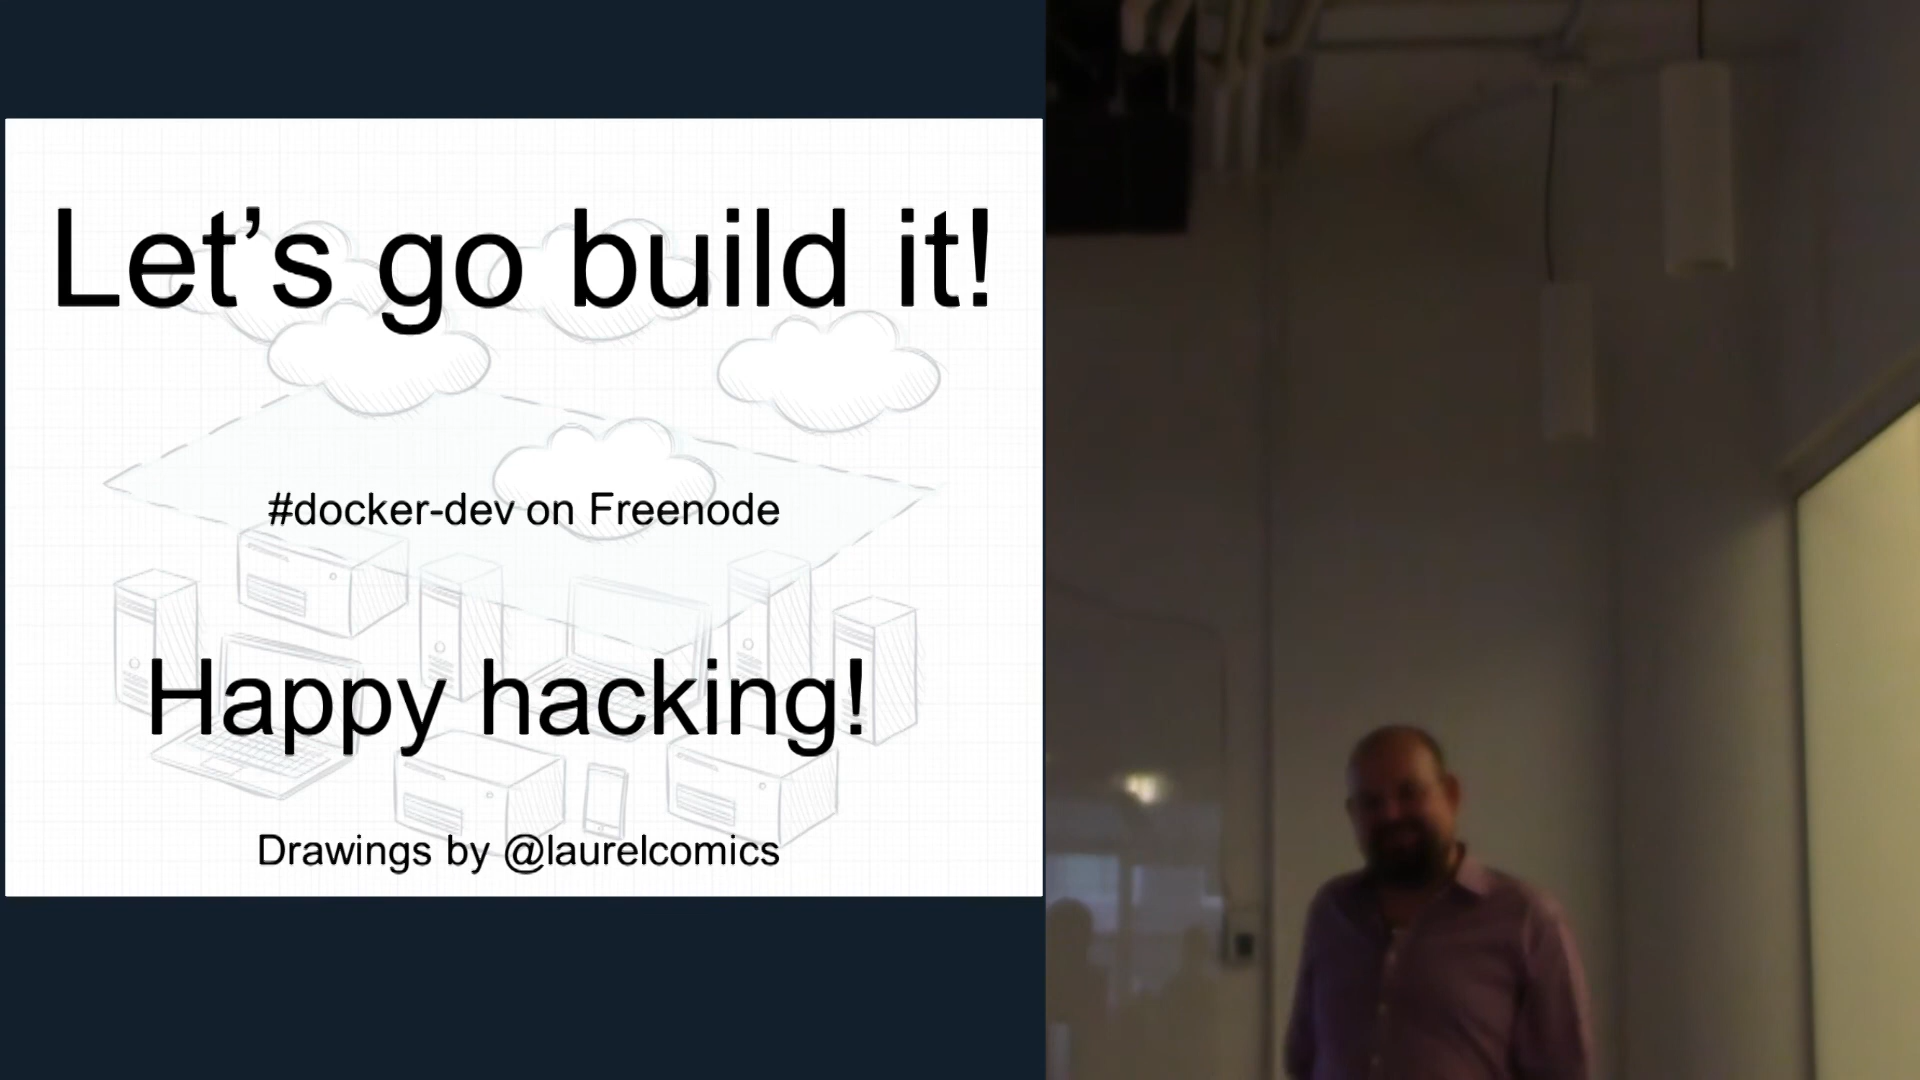 Let’s go build it!
#docker-dev on Freenode
Happy hacking!
Drawings by @laurelcomics